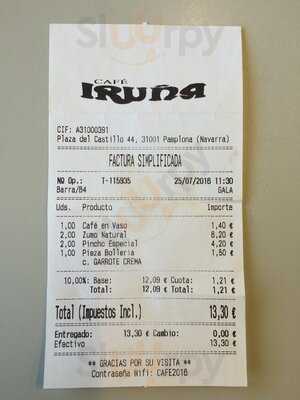 CAFÉ
IRUÑA
CIF: A31000391
Plaza del Castillo 44, 31001 Pamplona (Navarra)
FACTURA SIMPLIFICADA
Nº Op.: T-115935 25/07/2016 11:30
Barra/B4 GALA
Uds. Producto Importe
1,00 Café en Vaso 1,40 €
2,00 Zumo Natural 6,20 €
2,00 Pincho Especial 4,20 €
1,00 Pieza Bolleria 1,50 €
c. GARROTE CREMA
10,00% Base: 12,09 € Cuota: 1,21 €
Total: 12,09 € Total: 1,21 €
Total (Impuestos Incl.) 13,30 €
Entregado: 13,30 € Cambio: 0,00 €
Efectivo 13,30 €
** GRACIAS POR SU VISITA **
Contraseña Wifi: CAFE2016